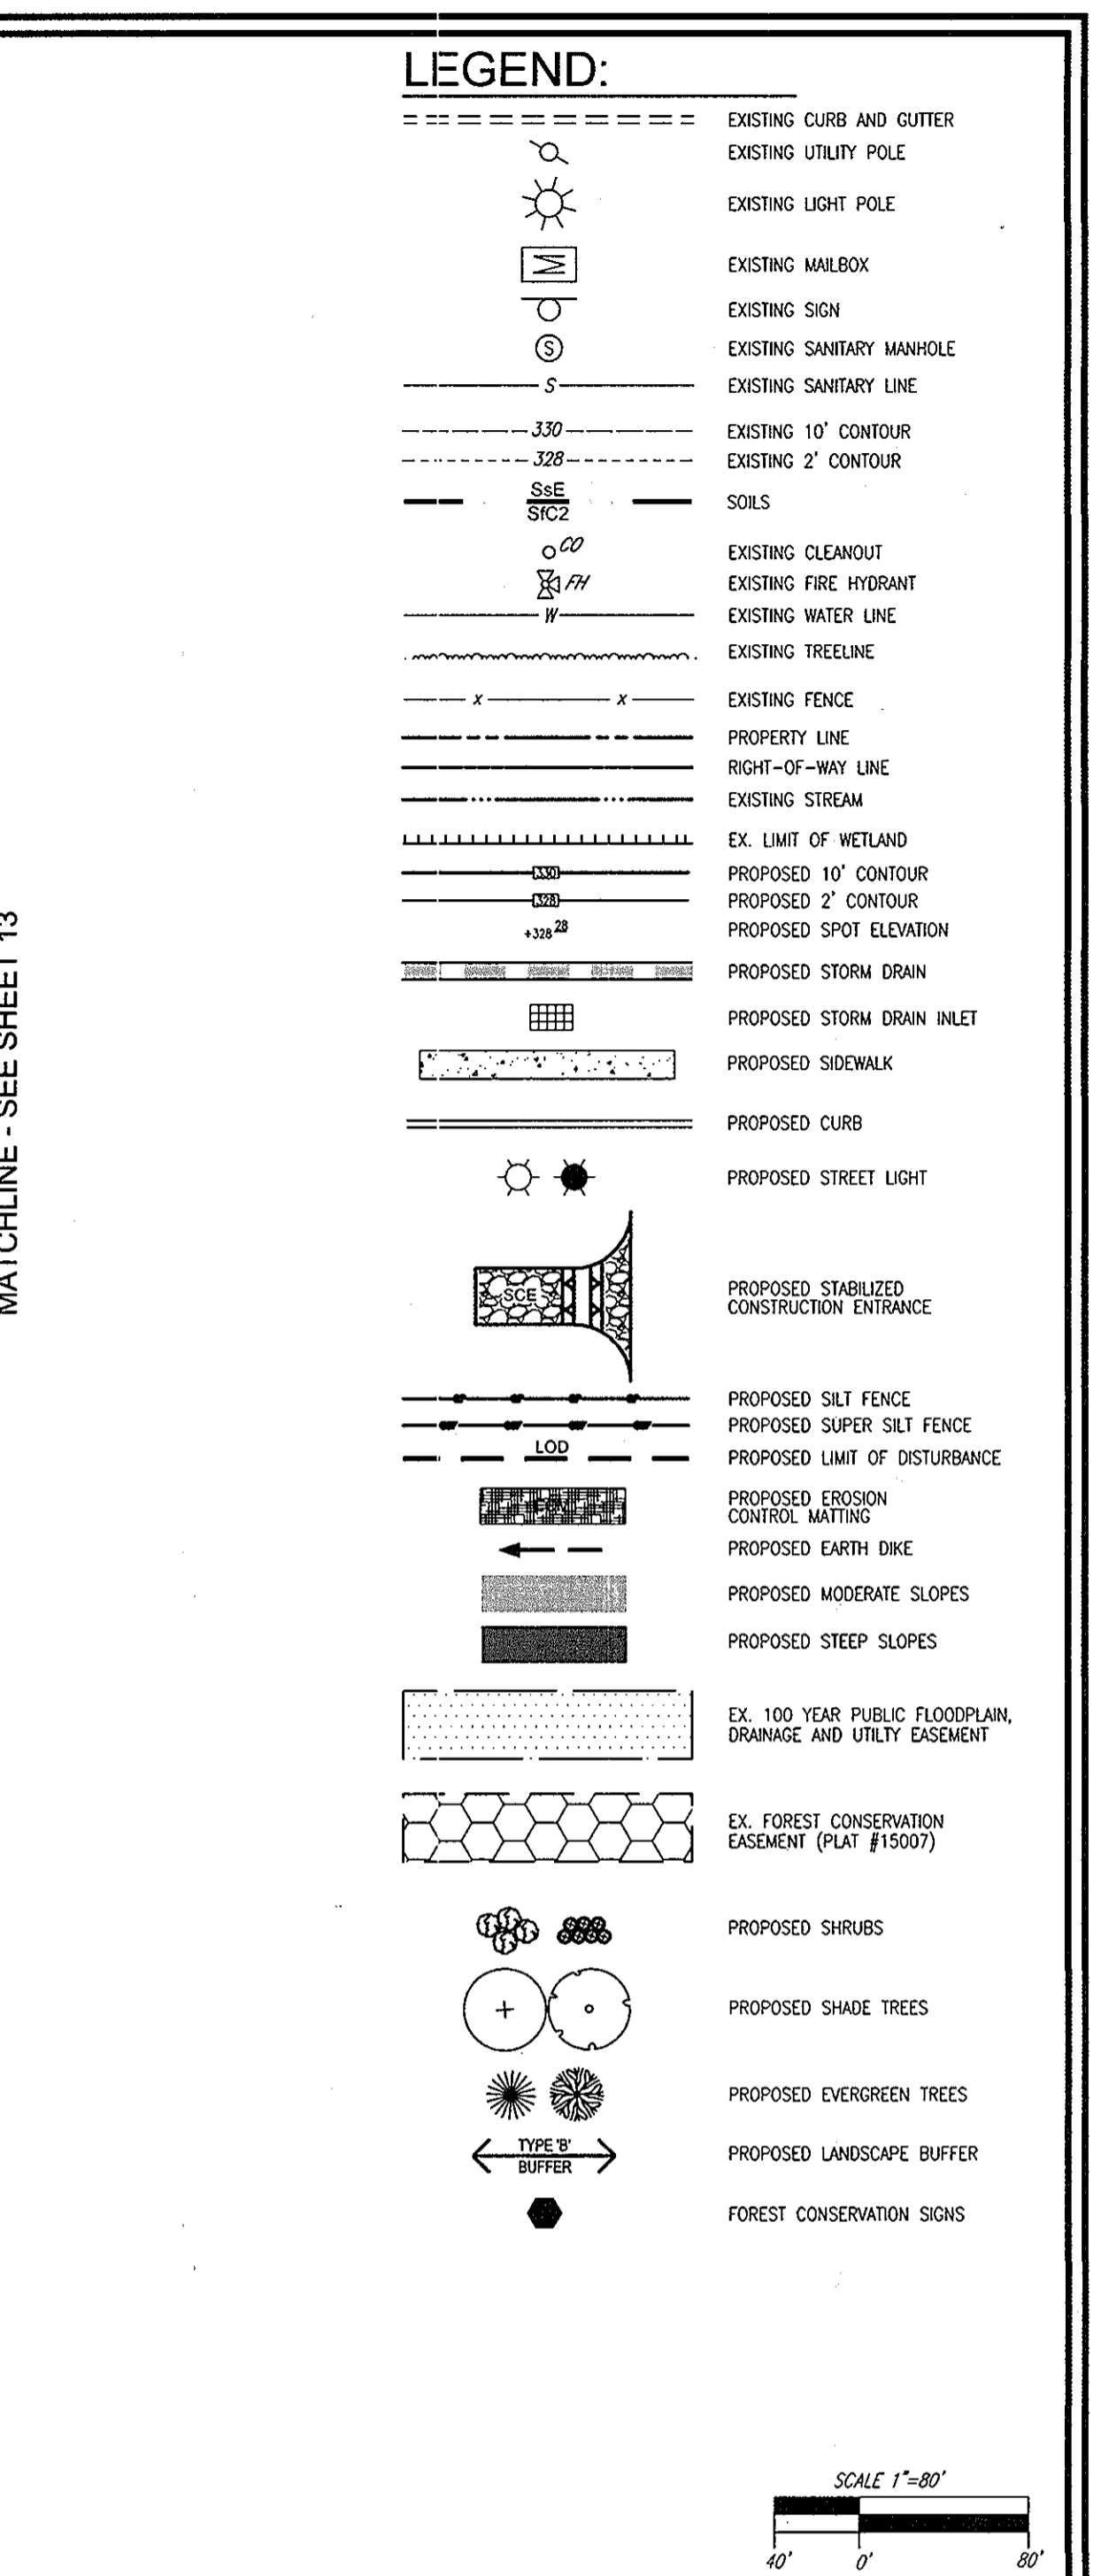 LEGEND:
EXISTING CURB AND GUTTER
EXISTING UTILITY POLE
EXISTING LIGHT POLE
M EXISTING MAILBOX
EXISTING SIGN
S EXISTING SANITARY MANHOLE
S EXISTING SANITARY LINE
330 EXISTING 10' CONTOUR
328 EXISTING 2' CONTOUR
SsE
SfC2
SOILS
CO EXISTING CLEANOUT
FH EXISTING FIRE HYDRANT
W EXISTING WATER LINE
EXISTING TREELINE
x x EXISTING FENCE
PROPERTY LINE
RIGHT-OF-WAY LINE
EXISTING STREAM
EX. LIMIT OF WETLAND
330 PROPOSED 10' CONTOUR
328 PROPOSED 2' CONTOUR
+328 28 PROPOSED SPOT ELEVATION
PROPOSED STORM DRAIN
PROPOSED STORM DRAIN INLET
PROPOSED SIDEWALK
PROPOSED CURB
PROPOSED STREET LIGHT
SCE
PROPOSED STABILIZED
CONSTRUCTION ENTRANCE
PROPOSED SILT FENCE
PROPOSED SUPER SILT FENCE
LOD
PROPOSED LIMIT OF DISTURBANCE
PROPOSED EROSION
CONTROL MATTING
PROPOSED EARTH DIKE
PROPOSED MODERATE SLOPES
PROPOSED STEEP SLOPES
EX. 100 YEAR PUBLIC FLOODPLAIN,
DRAINAGE AND UTILTY EASEMENT
EX. FOREST CONSERVATION
EASEMENT (PLAT #15007)
PROPOSED SHRUBS
PROPOSED SHADE TREES
PROPOSED EVERGREEN TREES
TYPE 'B'
BUFFER
PROPOSED LANDSCAPE BUFFER
FOREST CONSERVATION SIGNS
MATCHLINE - SEE SHEET 13
SCALE 1"=80'
40' 0' 80'